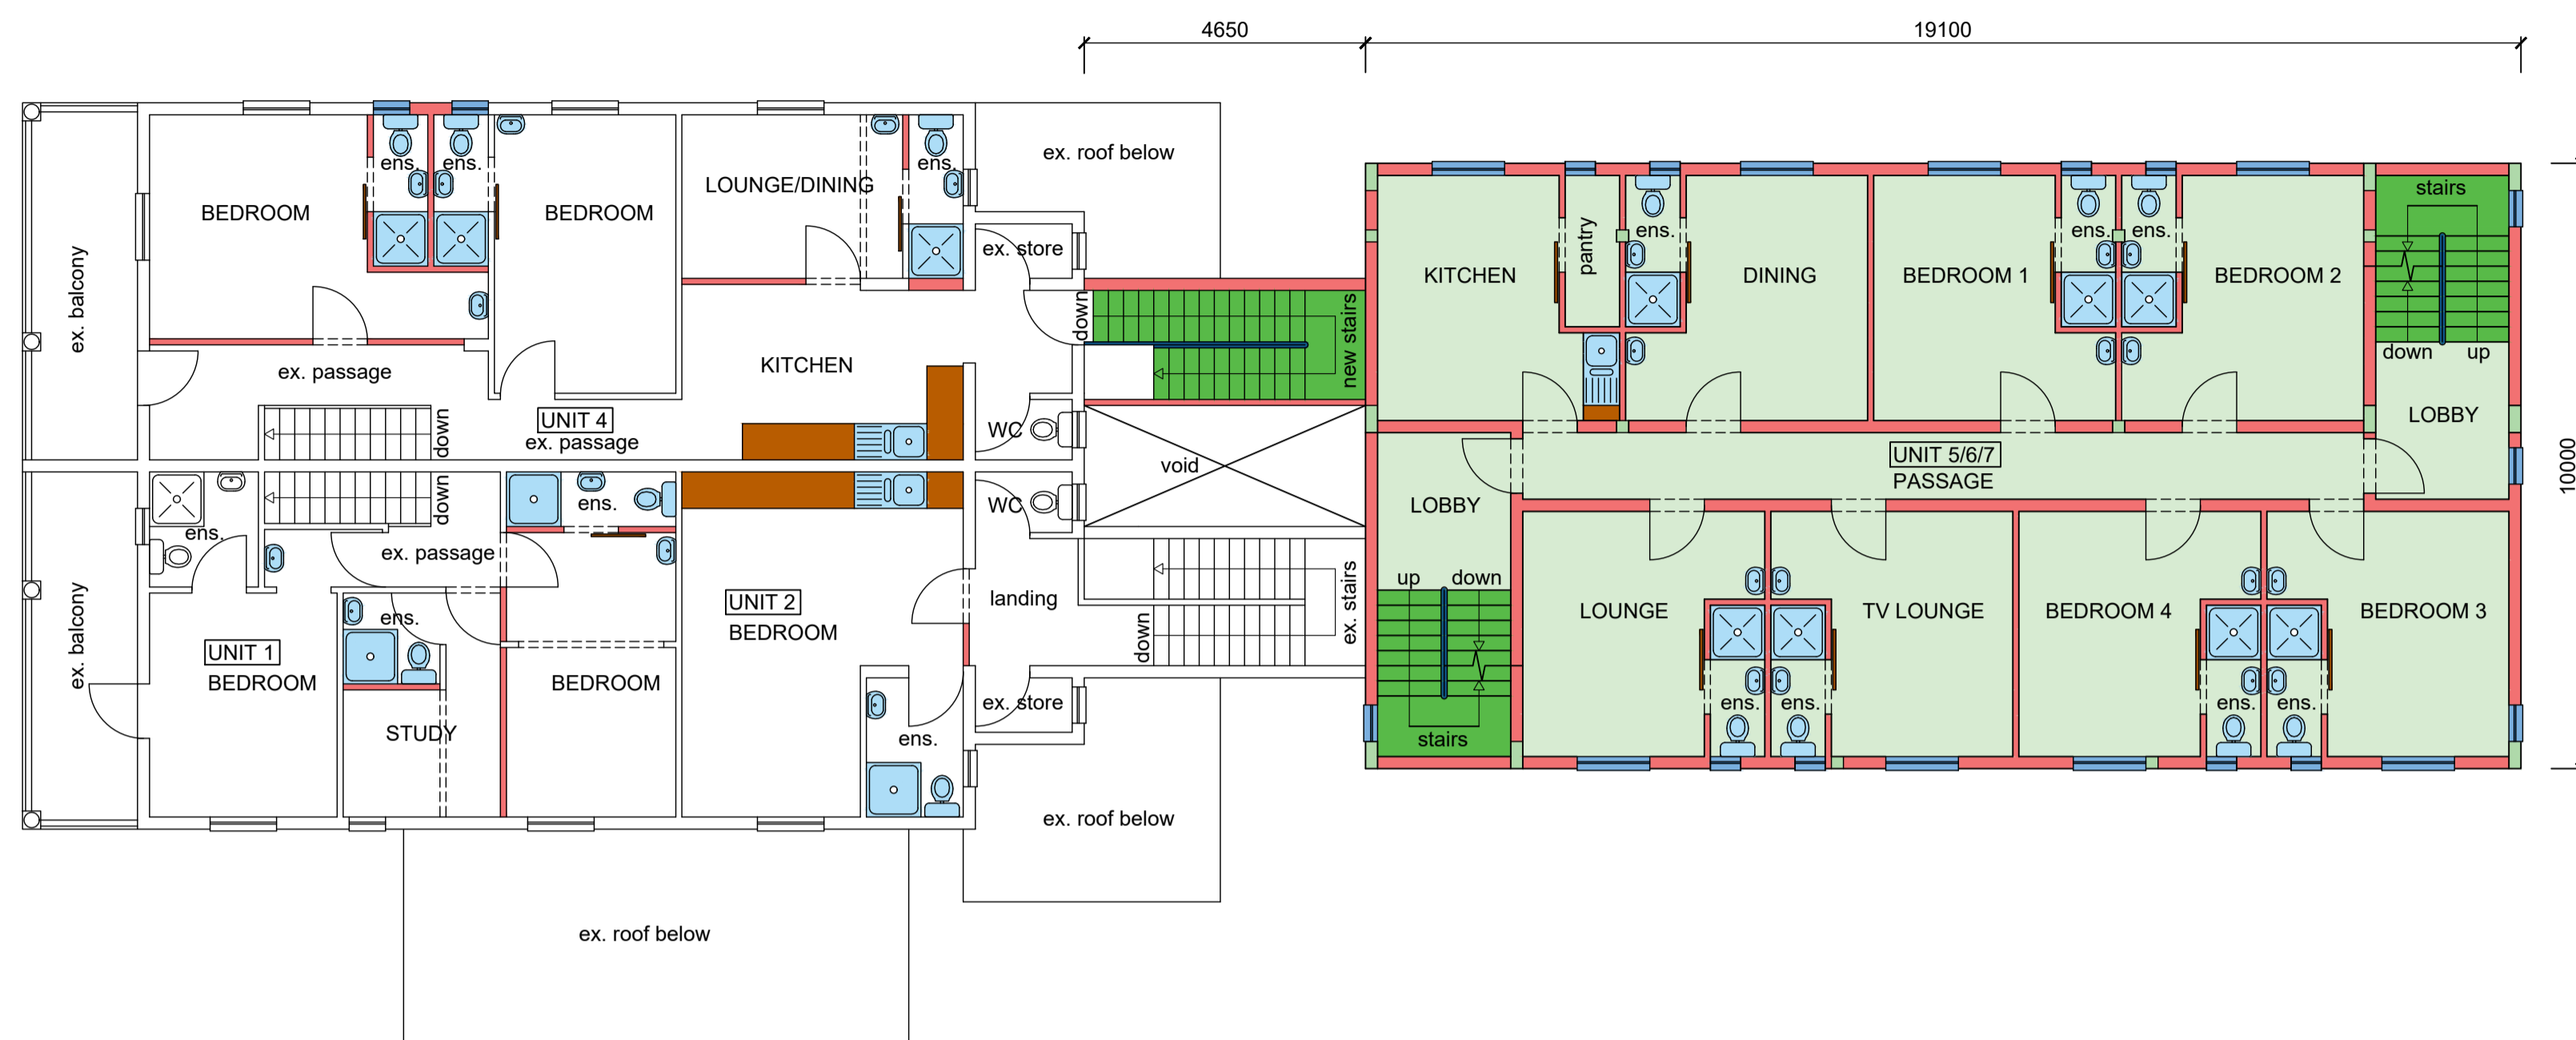 4650
19100
10000
ex. balcony
BEDROOM
ens.
ens.
BEDROOM
LOUNGE/DINING
ens.
ex. roof below
ex. store
ex. passage
down
UNIT 4
ex. passage
KITCHEN
WC
down
new stairs
void
ex. balcony
ens.
down
ex. passage
ens.
UNIT 1
BEDROOM
ens.
STUDY
BEDROOM
UNIT 2
BEDROOM
ens.
WC
landing
down
ex. stairs
ex. store
ex. roof below
ex. roof below
KITCHEN
pantry
ens.
DINING
BEDROOM 1
ens.
ens.
BEDROOM 2
stairs
down
up
LOBBY
UNIT 5/6/7
PASSAGE
LOBBY
up
down
stairs
LOUNGE
ens.
ens.
TV LOUNGE
BEDROOM 4
ens.
ens.
BEDROOM 3